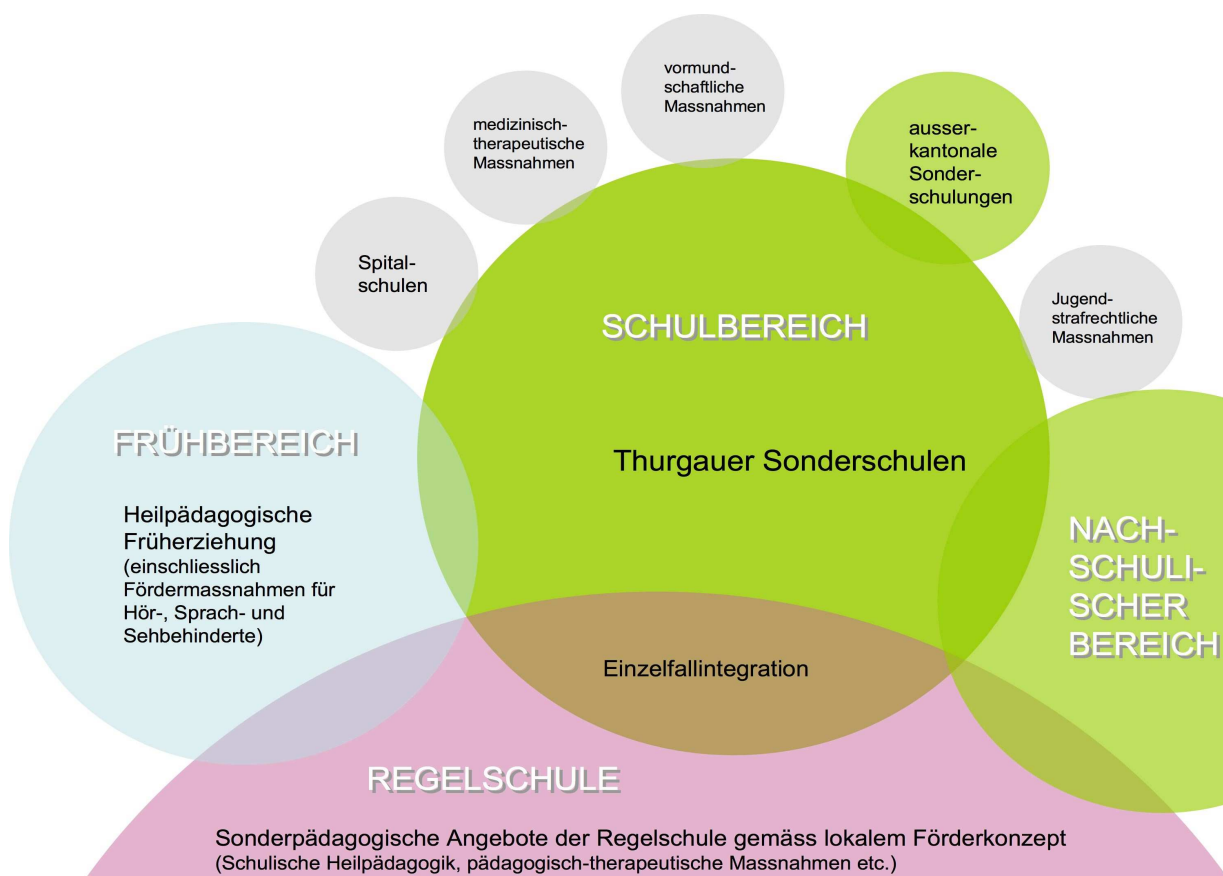 vormund-
schaftliche
Massnahmen
medizinisch-
therapeutische
Massnahmen
ausser-
kantonale
Sonder-
schulungen
Spital-
schulen
Jugend-
strafrechtliche
Massnahmen
SCHULBEREICH
Thurgauer Sonderschulen
FRÜHBEREICH
Heilpädagogische
Früherziehung
(einschliesslich
Fördermassnahmen für
Hör-, Sprach- und
Sehbehinderte)
NACH-
SCHULI-
SCHER
BEREICH
Einzelfallintegration
REGELSCHULE
Sonderpädagogische Angebote der Regelschule gemäss lokalem Förderkonzept
(Schulische Heilpädagogik, pädagogisch-therapeutische Massnahmen etc.)